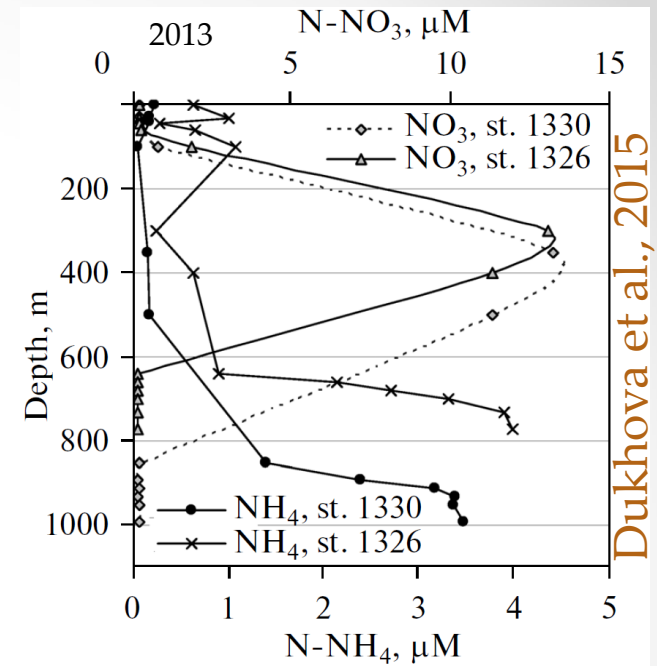 2013
N-NO₃, µM
0 5 10 15
NO₃, st. 1330
NO₃, st. 1326
200
400
600
800
1000
Depth, m
NH₄, st. 1330
NH₄, st. 1326
0 1 2 3 4 5
N-NH₄, µM
Dukhova et al., 2015